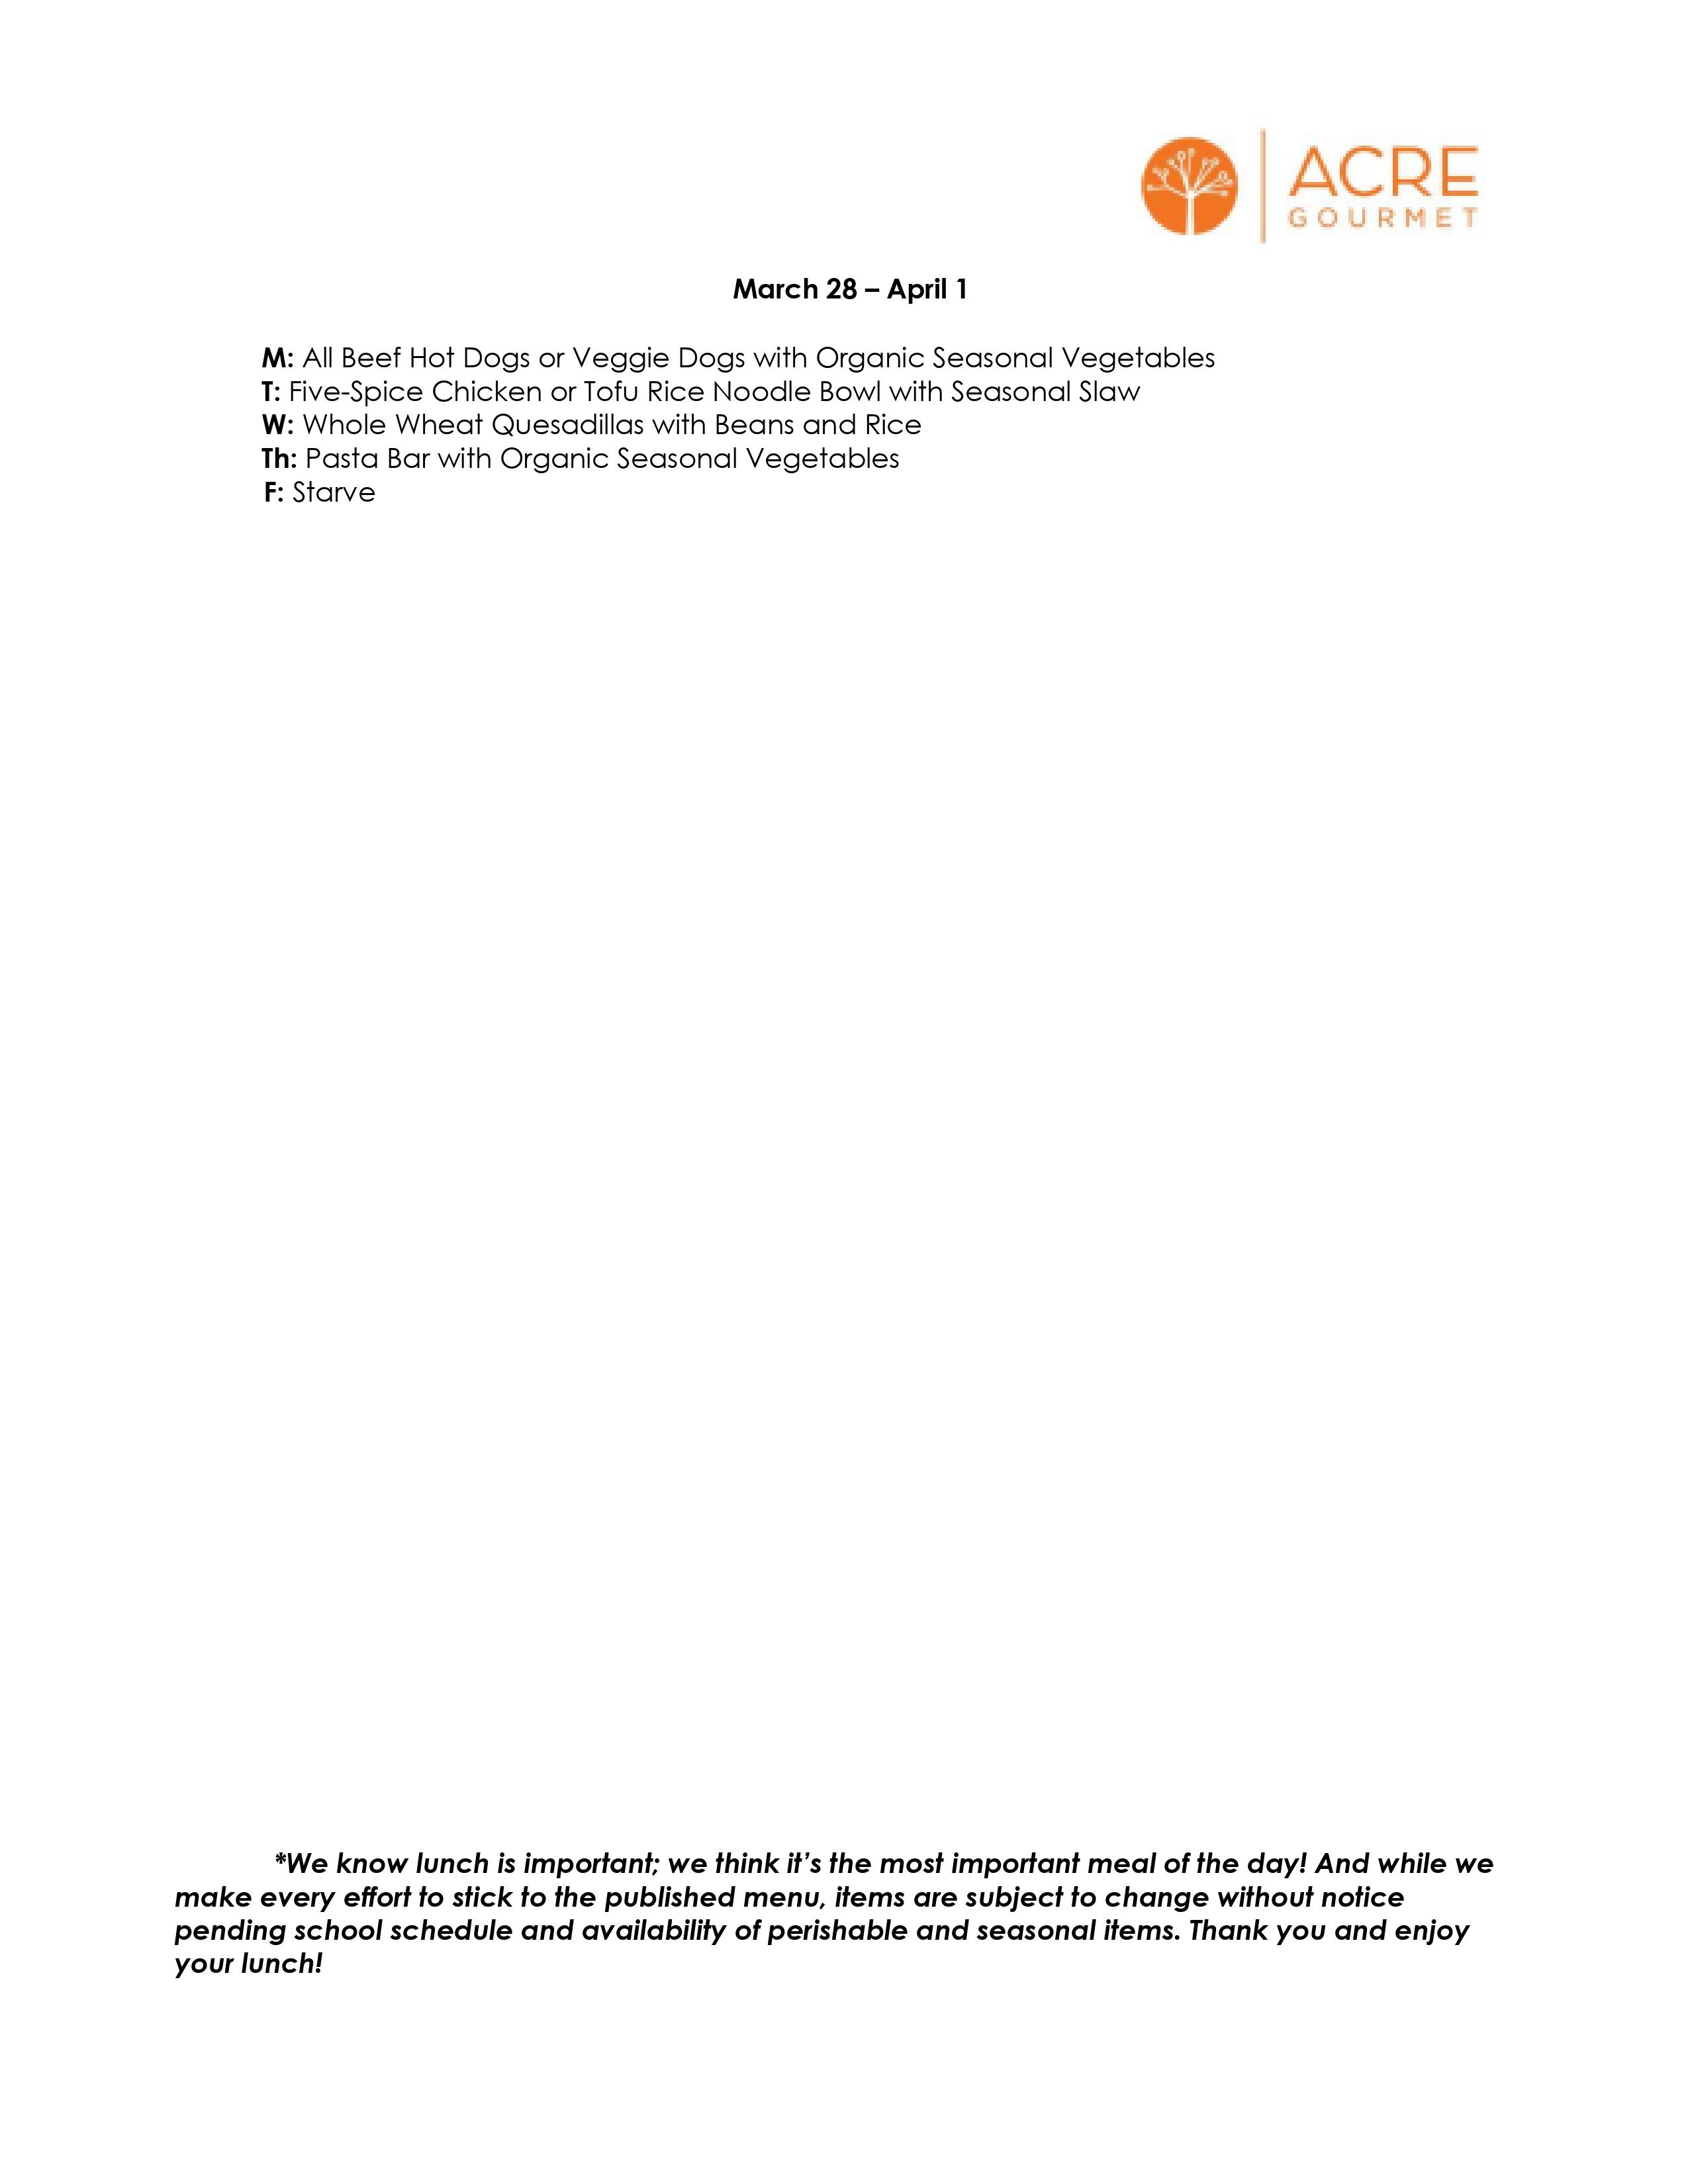 ACRE
GOURMET
March 28 – April 1
M: All Beef Hot Dogs or Veggie Dogs with Organic Seasonal Vegetables
T: Five-Spice Chicken or Tofu Rice Noodle Bowl with Seasonal Slaw
W: Whole Wheat Quesadillas with Beans and Rice
Th: Pasta Bar with Organic Seasonal Vegetables
F: Starve
*We know lunch is important; we think it’s the most important meal of the day! And while we
make every effort to stick to the published menu, items are subject to change without notice
pending school schedule and availability of perishable and seasonal items. Thank you and enjoy
your lunch!